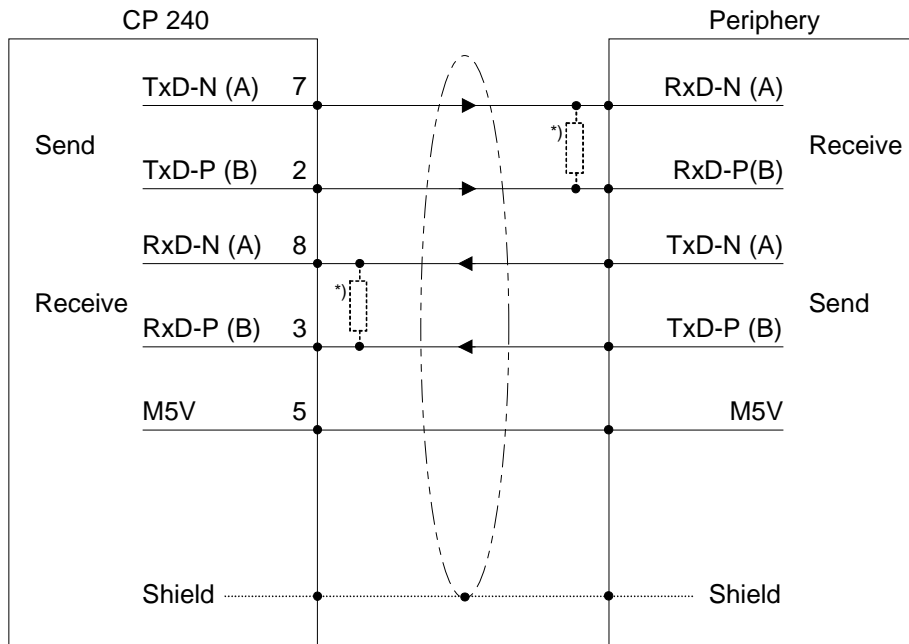 CP 240 Periphery
TxD-N (A) 7 RxD-N (A)
*)
Send Receive
TxD-P (B) 2 RxD-P(B)
RxD-N (A) 8 TxD-N (A)
*)
Receive Send
RxD-P (B) 3 TxD-P (B)
M5V 5 M5V
Shield Shield